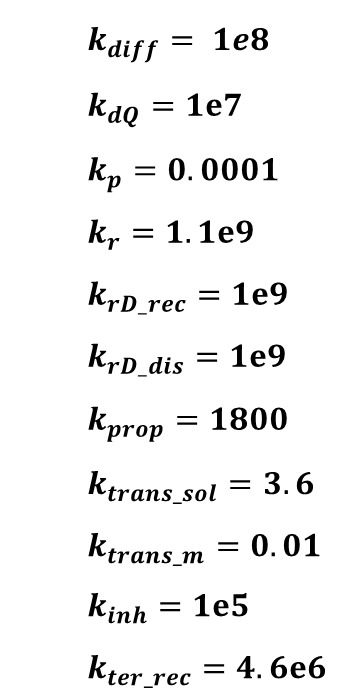 k_diff = 1e8
k_dQ = 1e7
k_p = 0.0001
k_r = 1.1e9
k_rD_rec = 1e9
k_rD_dis = 1e9
k_prop = 1800
k_trans_sol = 3.6
k_trans_m = 0.01
k_inh = 1e5
k_ter_rec = 4.6e6